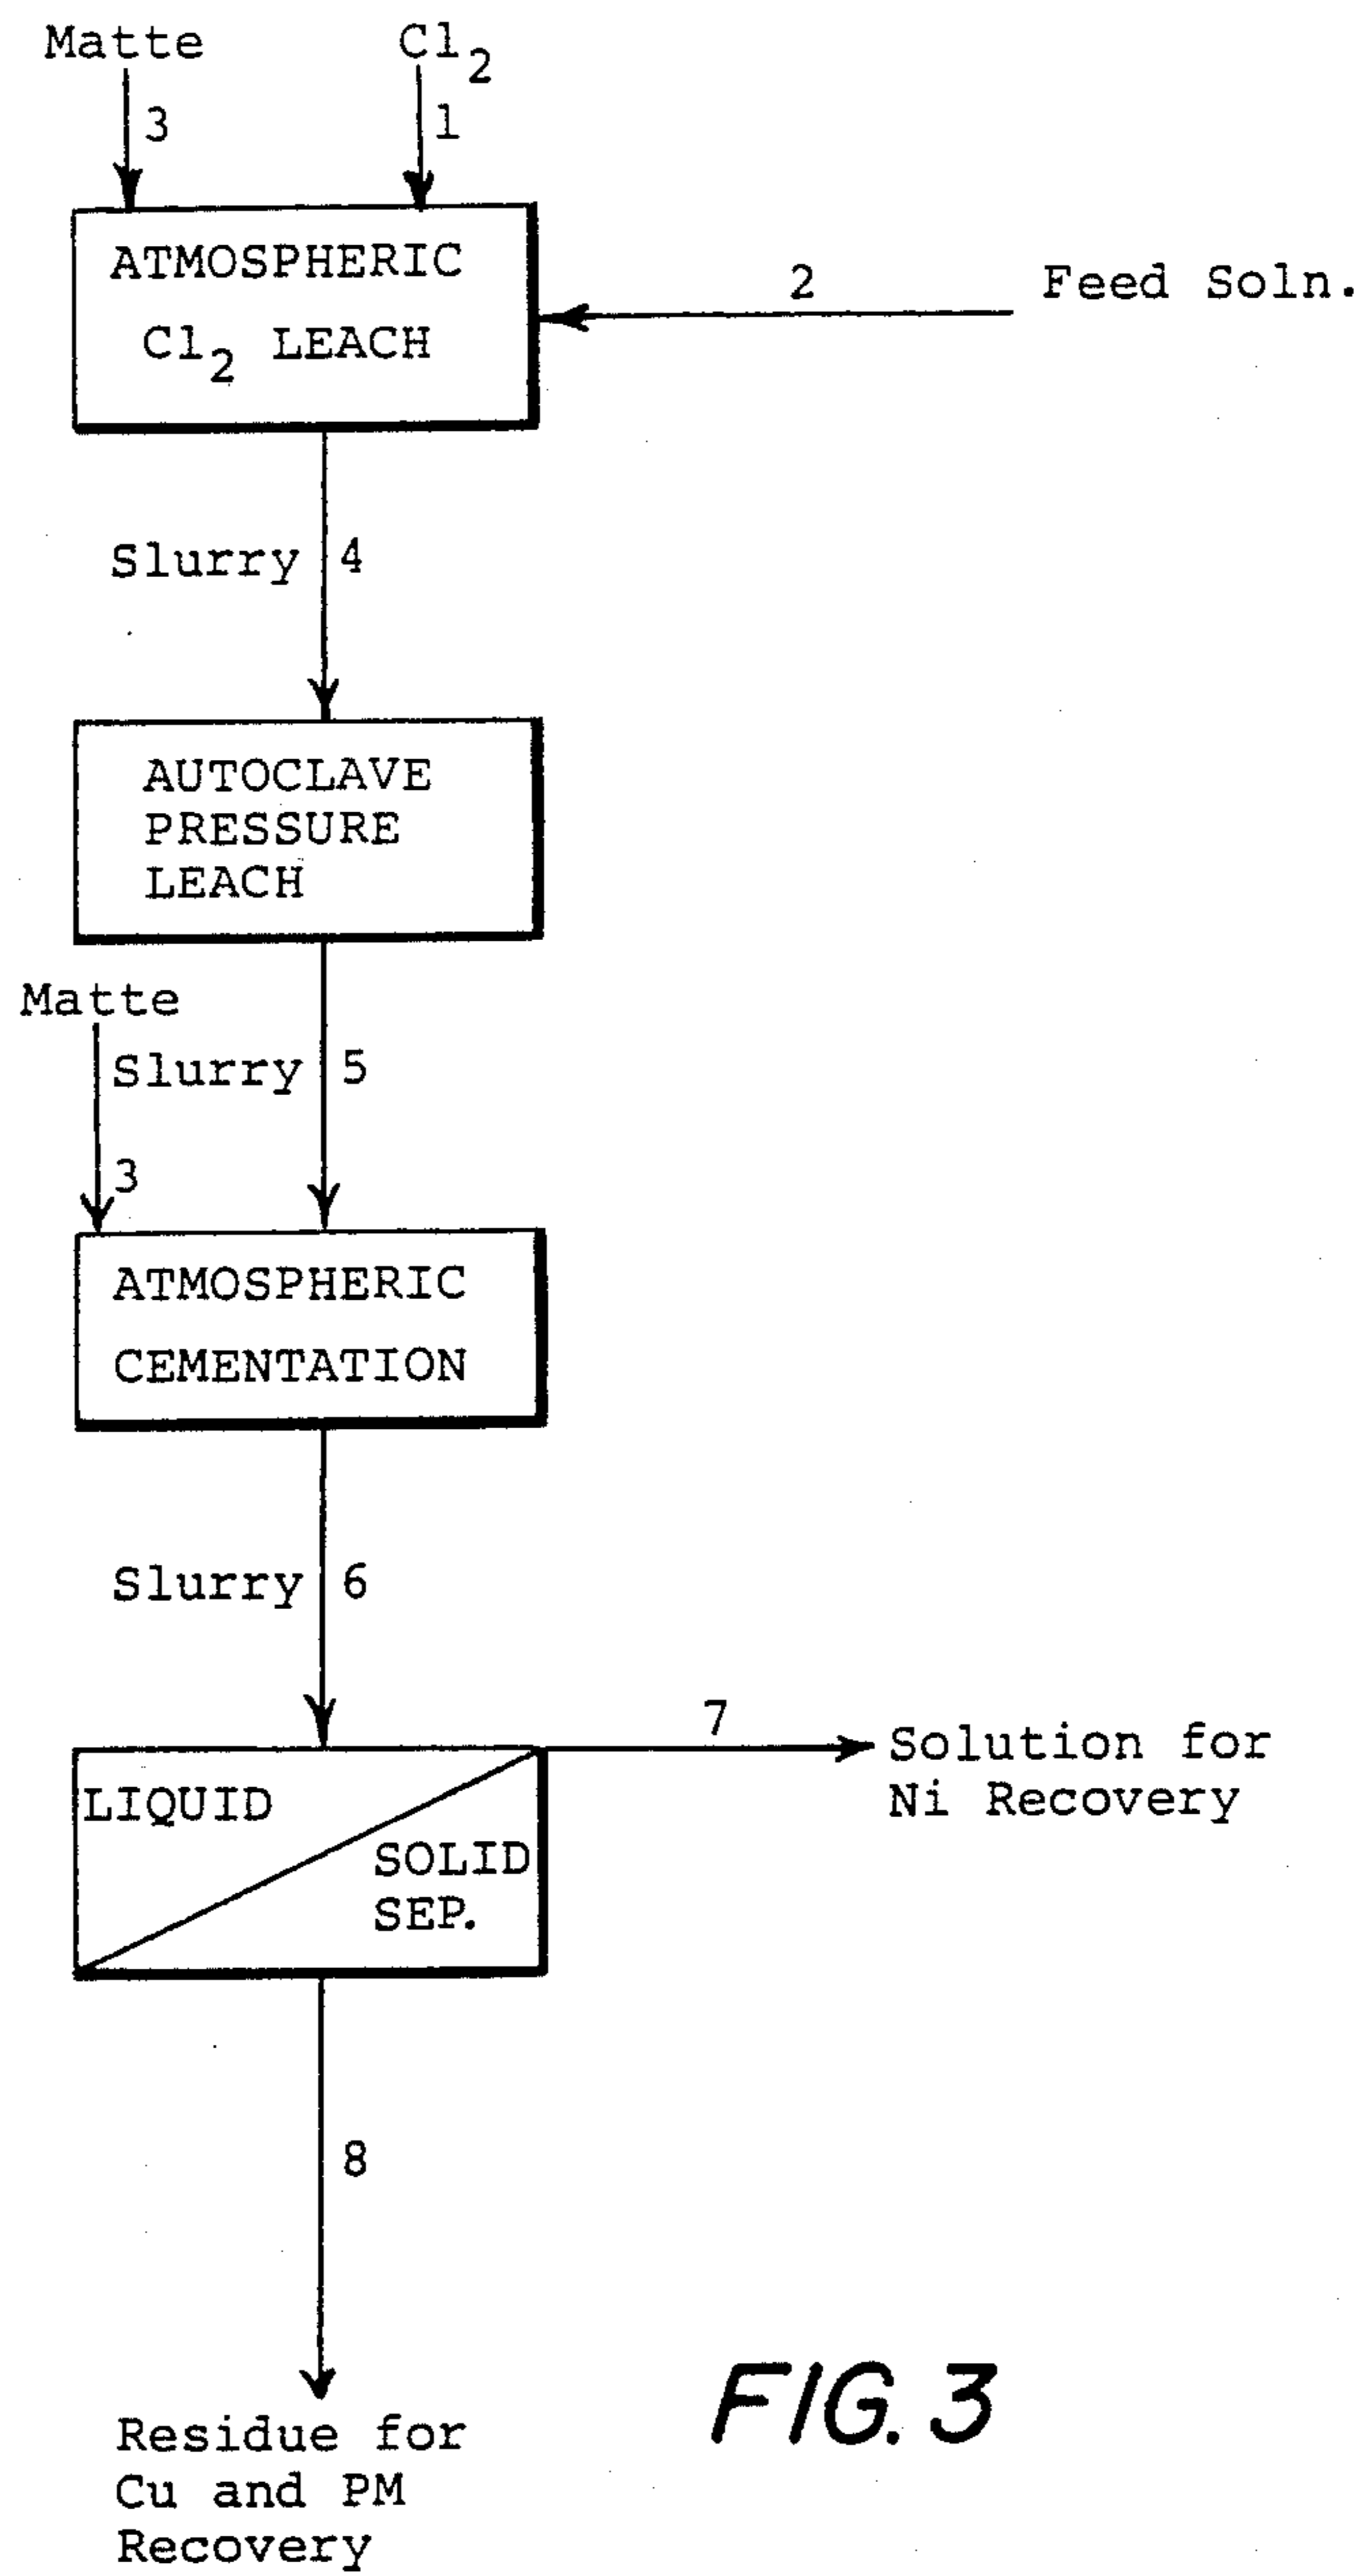 Matte
Cl2
3
1
ATMOSPHERIC
Cl2 LEACH
2
Feed Soln.
Slurry 4
AUTOCLAVE
PRESSURE
LEACH
Matte
Slurry 5
3
ATMOSPHERIC
CEMENTATION
Slurry 6
7
Solution for
Ni Recovery
LIQUID
SOLID
SEP.
8
Residue for
Cu and PM
Recovery
FIG. 3